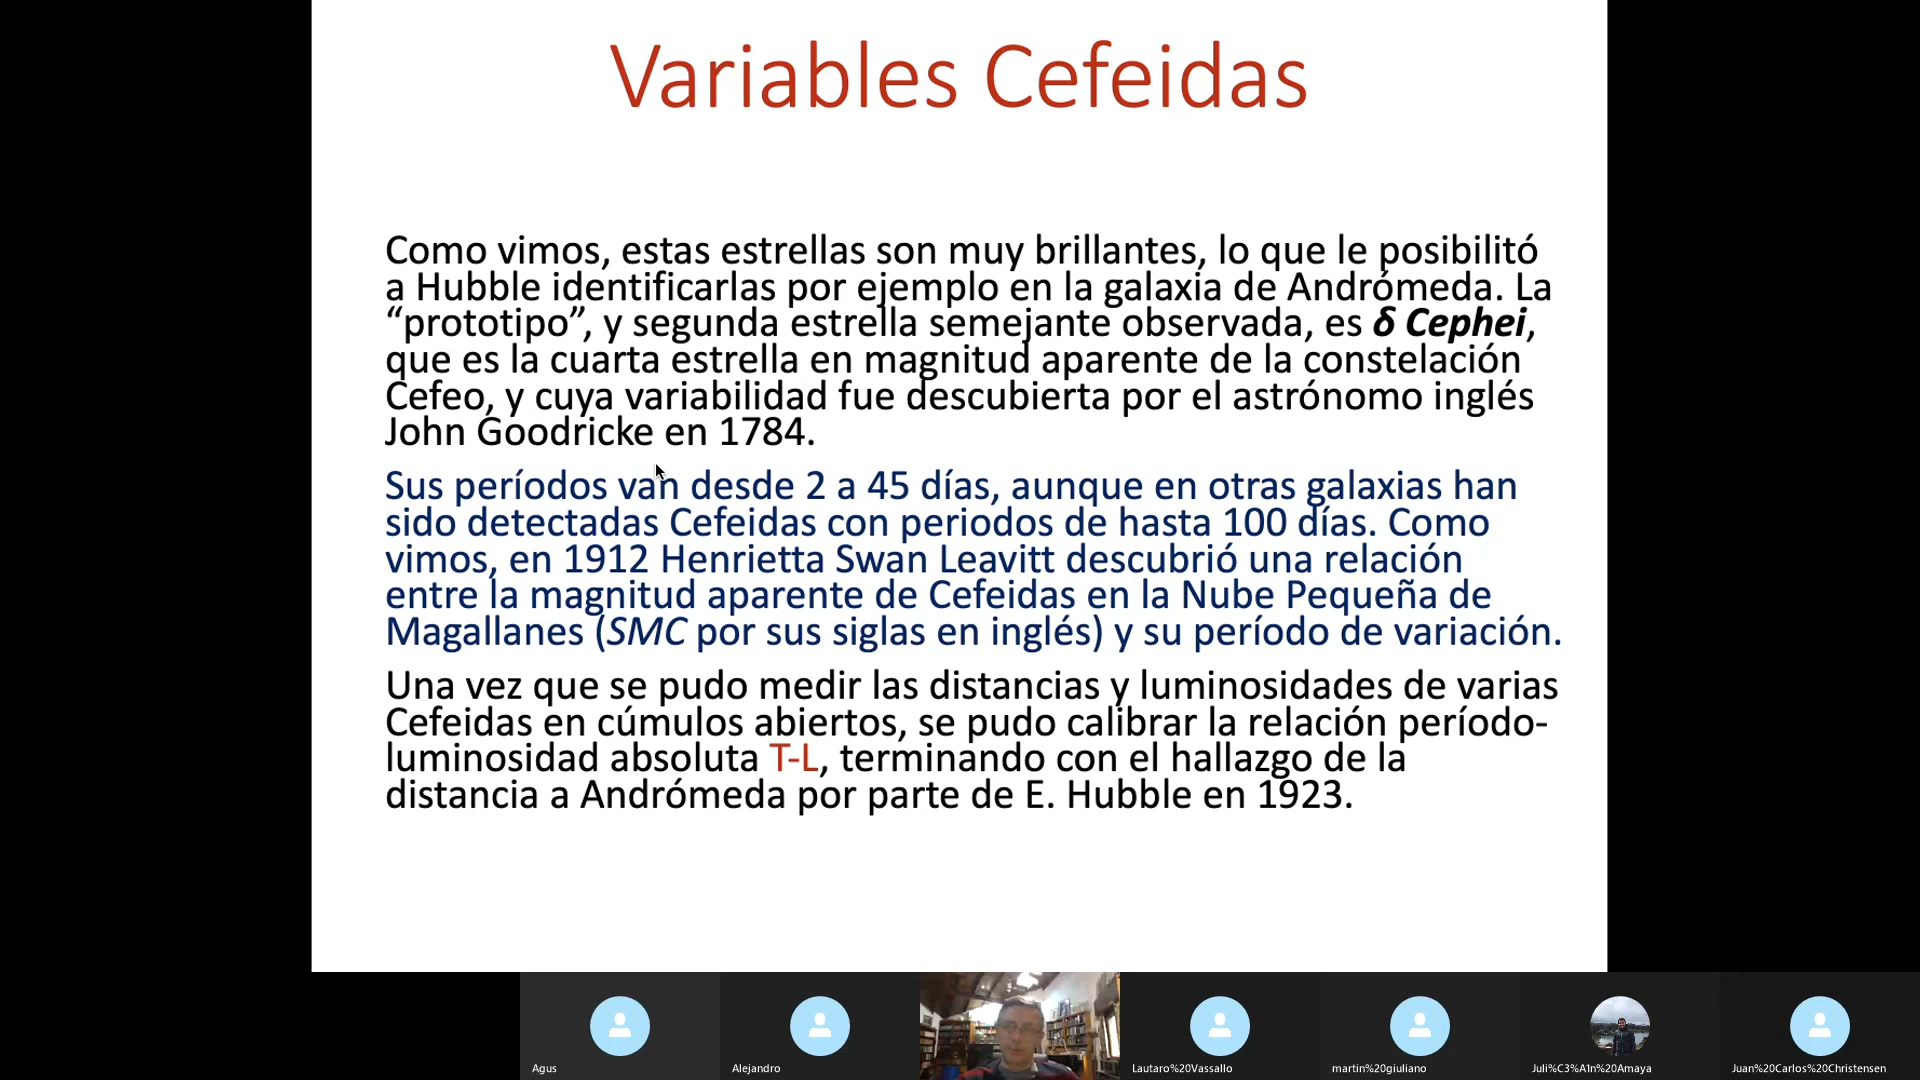 Variables Cefeidas
Como vimos, estas estrellas son muy brillantes, lo que le posibilitó
a Hubble identificarlas por ejemplo en la galaxia de Andrómeda. La
“prototipo”, y segunda estrella semejante observada, es δ Cephei,
que es la cuarta estrella en magnitud aparente de la constelación
Cefeo, y cuya variabilidad fue descubierta por el astrónomo inglés
John Goodricke en 1784.
Sus períodos van desde 2 a 45 días, aunque en otras galaxias han
sido detectadas Cefeidas con periodos de hasta 100 días. Como
vimos, en 1912 Henrietta Swan Leavitt descubrió una relación
entre la magnitud aparente de Cefeidas en la Nube Pequeña de
Magallanes (SMC por sus siglas en inglés) y su período de variación.
Una vez que se pudo medir las distancias y luminosidades de varias
Cefeidas en cúmulos abiertos, se pudo calibrar la relación período-
luminosidad absoluta T-L, terminando con el hallazgo de la
distancia a Andrómeda por parte de E. Hubble en 1923.
Agus
Alejandro
Lautaro%20Vassallo
martin%20giuliano
Juli%C3%A1n%20Amaya
Juan%20Carlos%20Christensen